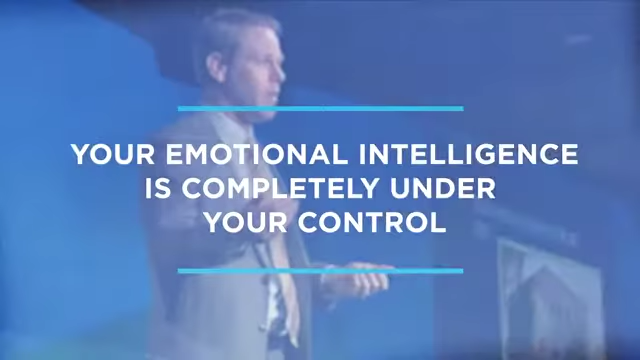 YOUR EMOTIONAL INTELLIGENCE
IS COMPLETELY UNDER
YOUR CONTROL